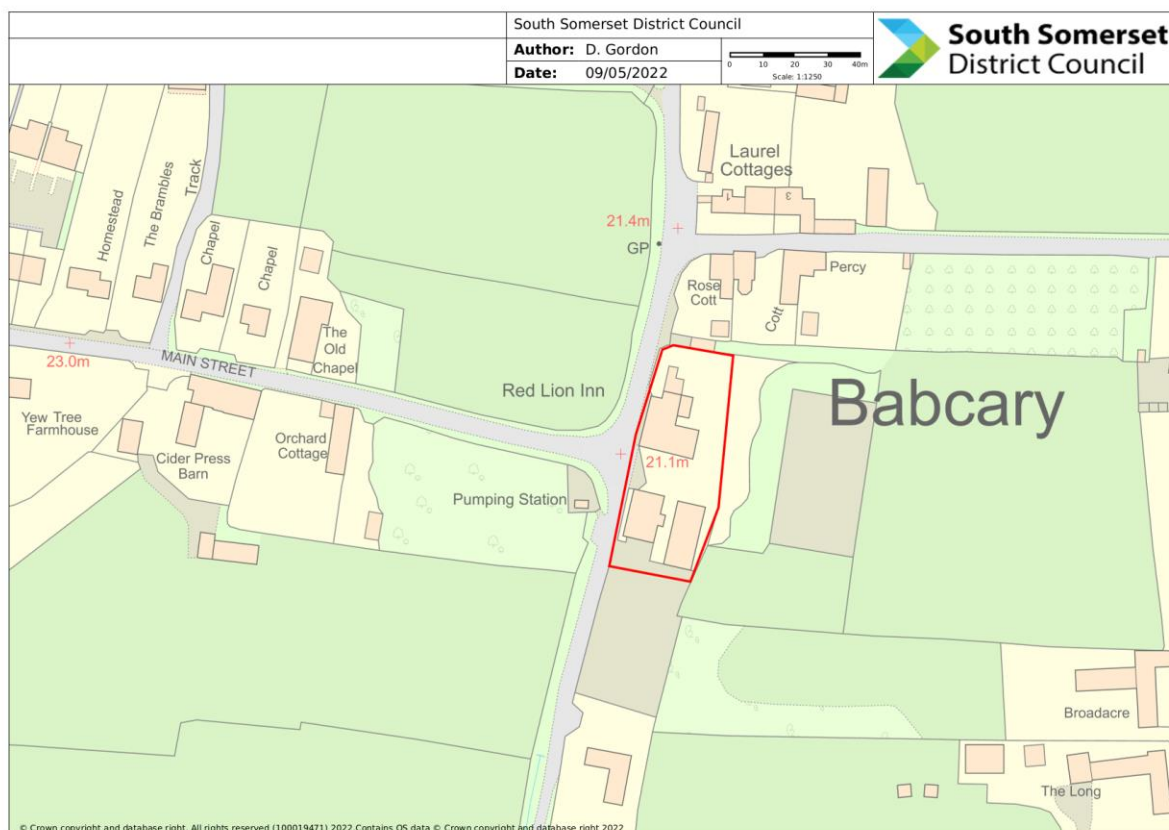 South Somerset District Council
Author: D. Gordon
Date: 09/05/2022
0 10 20 30 40m
Scale: 1:1250
South Somerset
District Council
Laurel
Cottages
1
3
21.4m
GP
Homestead
The Brambles
Track
Chapel
Chapel
The
Old
Chapel
Rose
Cott
Cott
Percy
23.0m
MAIN STREET
Red Lion Inn
Babcary
Yew Tree
Farmhouse
Cider Press
Barn
Orchard
Cottage
21.1m
Pumping Station
Broadacre
The Long
© Crown copyright and database right. All rights reserved (100019471) 2022 Contains OS data © Crown copyright and database right 2022